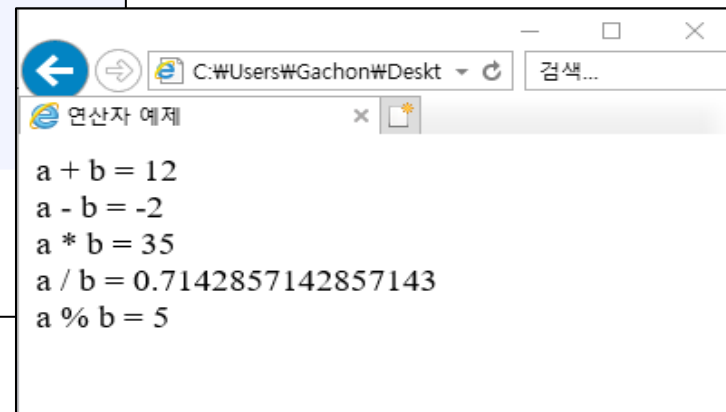 C:₩Users₩Gachon₩Deskt
검색...
연산자 예제
a + b = 12
a - b = -2
a * b = 35
a / b = 0.7142857142857143
a % b = 5